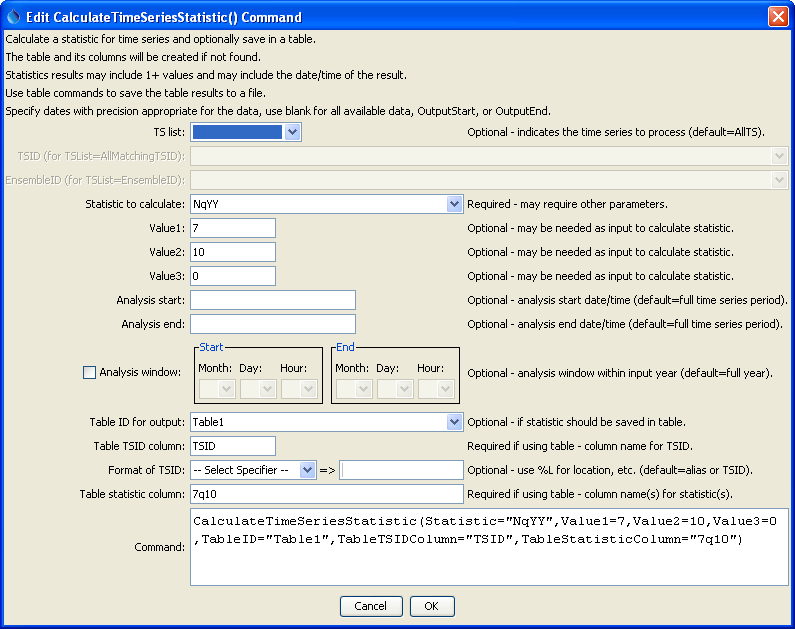 Edit CalculateTimeSeriesStatistic() Command
Calculate a statistic for time series and optionally save in a table.
The table and its columns will be created if not found.
Statistics results may include 1+ values and may include the date/time of the result.
Use table commands to save the table results to a file.
Specify dates with precision appropriate for the data, use blank for all available data, OutputStart, or OutputEnd.
TS list: Optional - indicates the time series to process (default=AllTS).
TSID (for TSList=AllMatchingTSID):
EnsembleID (for TSList=EnsembleID):
Statistic to calculate: NqYY Required - may require other parameters.
Value1: 7 Optional - may be needed as input to calculate statistic.
Value2: 10 Optional - may be needed as input to calculate statistic.
Value3: 0 Optional - may be needed as input to calculate statistic.
Analysis start: Optional - analysis start date/time (default=full time series period).
Analysis end: Optional - analysis end date/time (default=full time series period).
Start End
Month: Day: Hour: Month: Day: Hour:
Analysis window: Optional - analysis window within input year (default=full year).
Table ID for output: Table1 Optional - if statistic should be saved in table.
Table TSID column: TSID Required if using table - column name for TSID.
Format of TSID: -- Select Specifier -- => Optional - use %L for location, etc. (default=alias or TSID).
Table statistic column: 7q10 Required if using table - column name(s) for statistic(s).
Command: CalculateTimeSeriesStatistic(Statistic="NqYY",Value1=7,Value2=10,Value3=0
,TableID="Table1",TableTSIDColumn="TSID",TableStatisticColumn="7q10")
Cancel OK